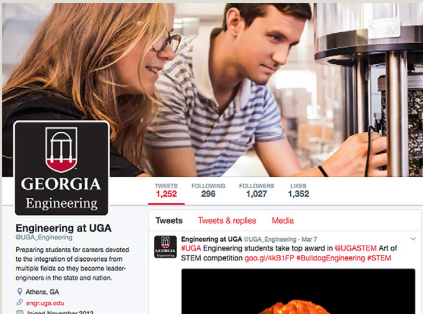 GEORGIA
Engineering
TWEETS FOLLOWING FOLLOWERS LIKES
1,252 296 1,027 1,352
Engineering at UGA
@UGA_Engineering
Preparing students for careers devoted
to the integration of discoveries from
multiple fields so they become leader-
engineers in the state and nation.
Athens, GA
engr.uga.edu
Joined November 2012
Tweets Tweets & replies Media
Engineering at UGA @UGA_Engineering · Mar 7
#UGA Engineering students take top award in @UGASTEM Art of
STEM competition goo.gl/4kB1FP #BulldogEngineering #STEM